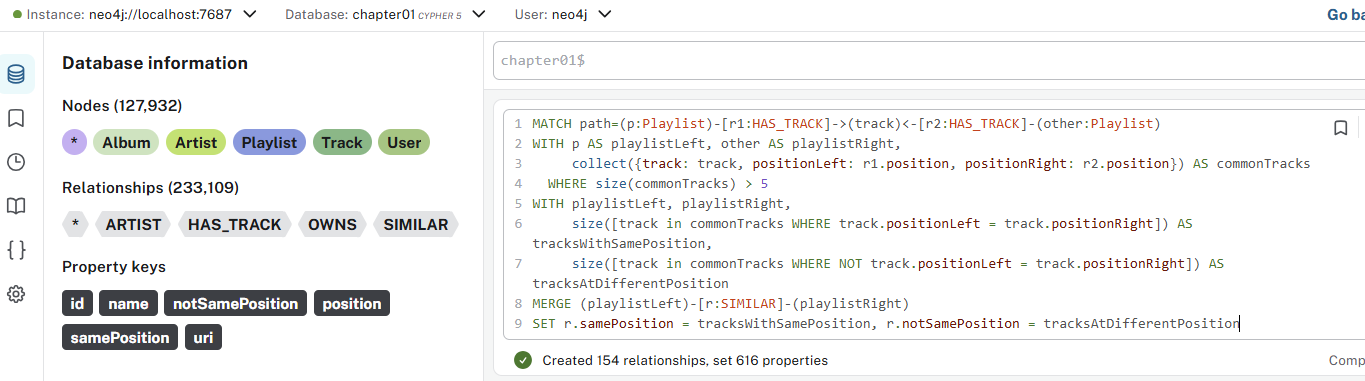 Instance: neo4j://localhost:7687 Database: chapter01 CYPHER 5 User: neo4j Go ba
Database information
Nodes (127,932)
* Album Artist Playlist Track User
Relationships (233,109)
* ARTIST HAS_TRACK OWNS SIMILAR
Property keys
id name notSamePosition position
samePosition uri
chapter01$
1 MATCH path=(p:Playlist)-[r1:HAS_TRACK]->(track)<-[r2:HAS_TRACK]-(other:Playlist)
2 WITH p AS playlistLeft, other AS playlistRight,
3 collect({track: track, positionLeft: r1.position, positionRight: r2.position}) AS commonTracks
4 WHERE size(commonTracks) > 5
5 WITH playlistLeft, playlistRight,
6 size([track in commonTracks WHERE track.positionLeft = track.positionRight]) AS
tracksWithSamePosition,
7 size([track in commonTracks WHERE NOT track.positionLeft = track.positionRight]) AS
tracksAtDifferentPosition
8 MERGE (playlistLeft)-[r:SIMILAR]-(playlistRight)
9 SET r.samePosition = tracksWithSamePosition, r.notSamePosition = tracksAtDifferentPosition
Created 154 relationships, set 616 properties Comp